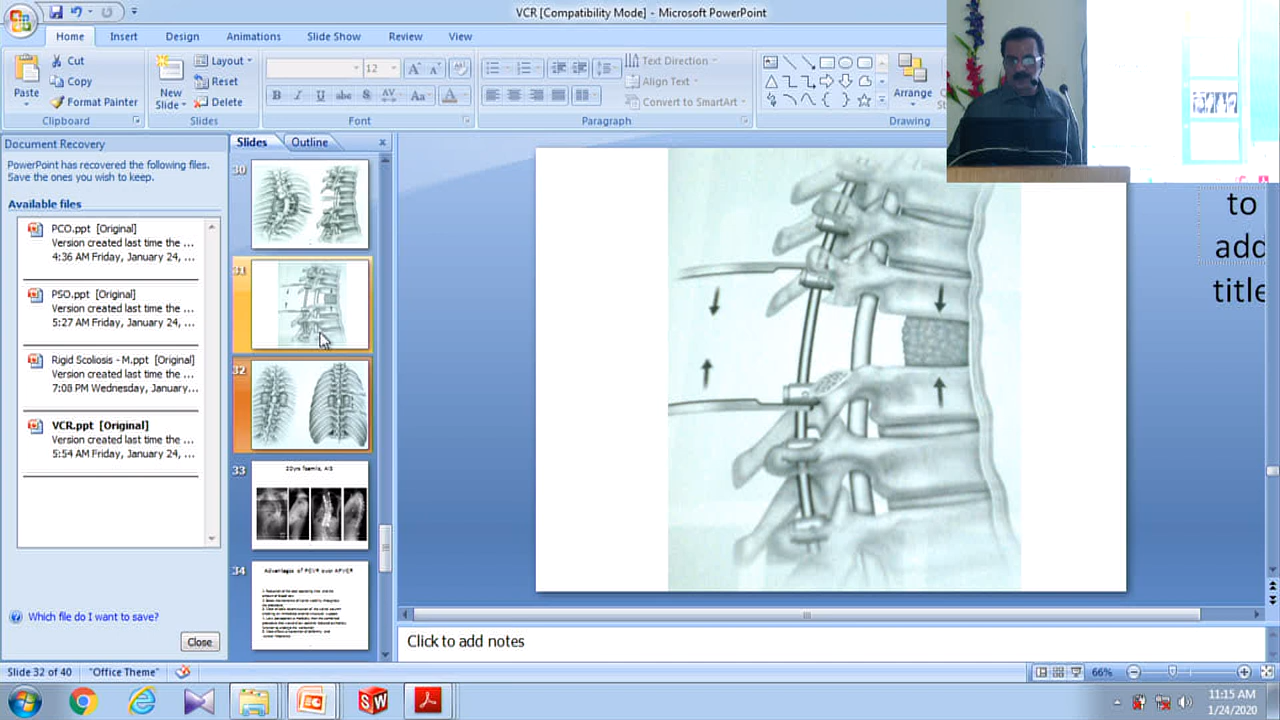 VCR [Compatibility Mode] - Microsoft PowerPoint
Home Insert Design Animations Slide Show Review View
Paste
Cut
Copy
Format Painter
Clipboard
New
Slide
Layout
Reset
Delete
Slides
12
B I U abc S AV Aa A
Font
Text Direction
Align Text
Convert to SmartArt
Paragraph
Arrange
Drawing
Document Recovery
PowerPoint has recovered the following files.
Save the ones you wish to keep.
Available files
PCO.ppt [Original]
Version created last time the ...
4:36 AM Friday, January 24, ...
PSO.ppt [Original]
Version created last time the ...
5:27 AM Friday, January 24, ...
Rigid Scoliosis - M.ppt [Original]
Version created last time the ...
7:08 PM Wednesday, January...
VCR.ppt [Original]
Version created last time the ...
5:54 AM Friday, January 24, ...
Which file do I want to save?
Close
Slides Outline
30
31
32
33
20yrs female, AIS
34
to
add
title
Click to add notes
Slide 32 of 40 "Office Theme" 66%
11:15 AM
1/24/2020